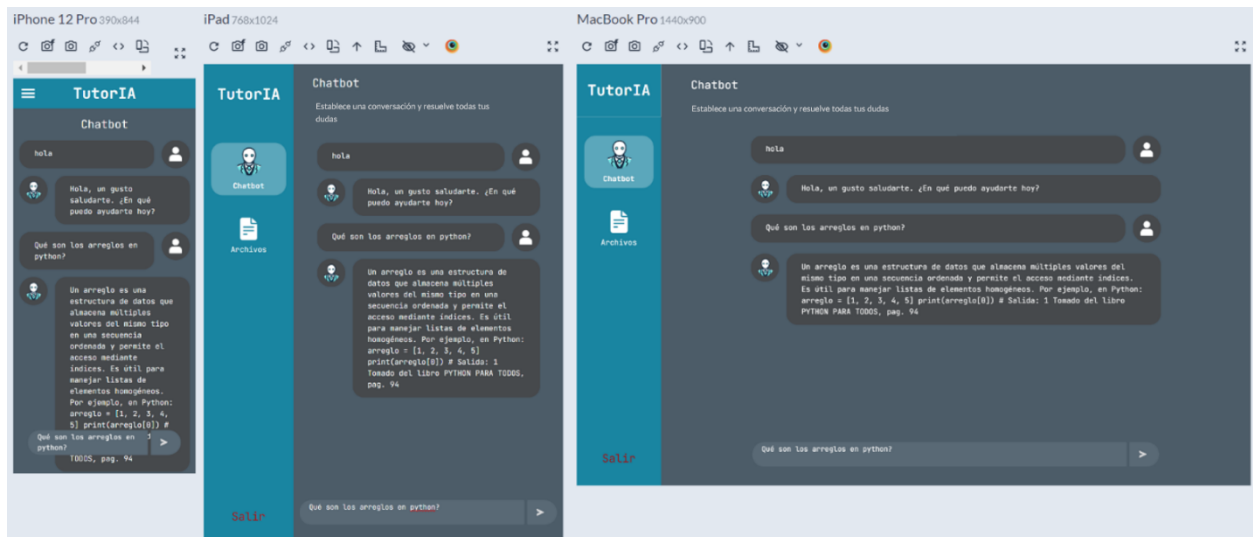 iPhone 12 Pro 390x844
TutorIA
Chatbot
hola
Hola, un gusto
saludarte. ¿En qué
puedo ayudarte hoy?
Qué son los arreglos en
python?
Un arreglo es una
estructura de datos que
almacena múltiples
valores del mismo tipo
en una secuencia
ordenada y permite el
acceso mediante
índices. Es útil para
manejar listas de
elementos homogéneos.
Por ejemplo, en Python:
arreglo = [1, 2, 3, 4,
5] print(arreglo[0]) #
Qué son los arreglos en
python?
TODOS, pag. 94
iPad 768x1024
TutorIA
Chatbot
Archivos
Salir
Chatbot
Establece una conversación y resuelve todas tus
dudas
hola
Hola, un gusto saludarte. ¿En qué
puedo ayudarte hoy?
Qué son los arreglos en python?
Un arreglo es una estructura de
datos que almacena múltiples
valores del mismo tipo en una
secuencia ordenada y permite el
acceso mediante índices. Es útil
para manejar listas de elementos
homogéneos. Por ejemplo, en Python:
arreglo = [1, 2, 3, 4, 5]
print(arreglo[0]) # Salida: 1
Tomado del libro PYTHON PARA TODOS,
pag. 94
Qué son los arreglos en python?
MacBook Pro 1440x900
TutorIA
Chatbot
Archivos
Salir
Chatbot
Establece una conversación y resuelve todas tus dudas
hola
Hola, un gusto saludarte. ¿En qué puedo ayudarte hoy?
Qué son los arreglos en python?
Un arreglo es una estructura de datos que almacena múltiples valores del
mismo tipo en una secuencia ordenada y permite el acceso mediante índices.
Es útil para manejar listas de elementos homogéneos. Por ejemplo, en Python:
arreglo = [1, 2, 3, 4, 5] print(arreglo[0]) # Salida: 1 Tomado del libro
PYTHON PARA TODOS, pag. 94
Qué son los arreglos en python?